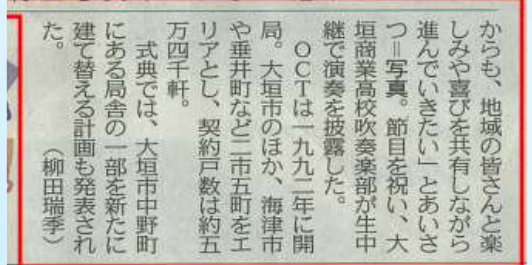 からも、地域の皆さんと楽
しみや喜びを共有しながら
進んでいきたい」とあいさ
つ＝写真。節目を祝い、大
垣商業高校吹奏楽部が生中
継で演奏を披露した。
　ＯＣＴは一九九二年に開
局。大垣市のほか、海津市
や垂井町など二市五町をエ
リアとし、契約戸数は約五
万四千軒。
　式典では、大垣市中野町
にある局舎の一部を新たに
建て替える計画も発表され
た。　　　　（柳田瑞季）